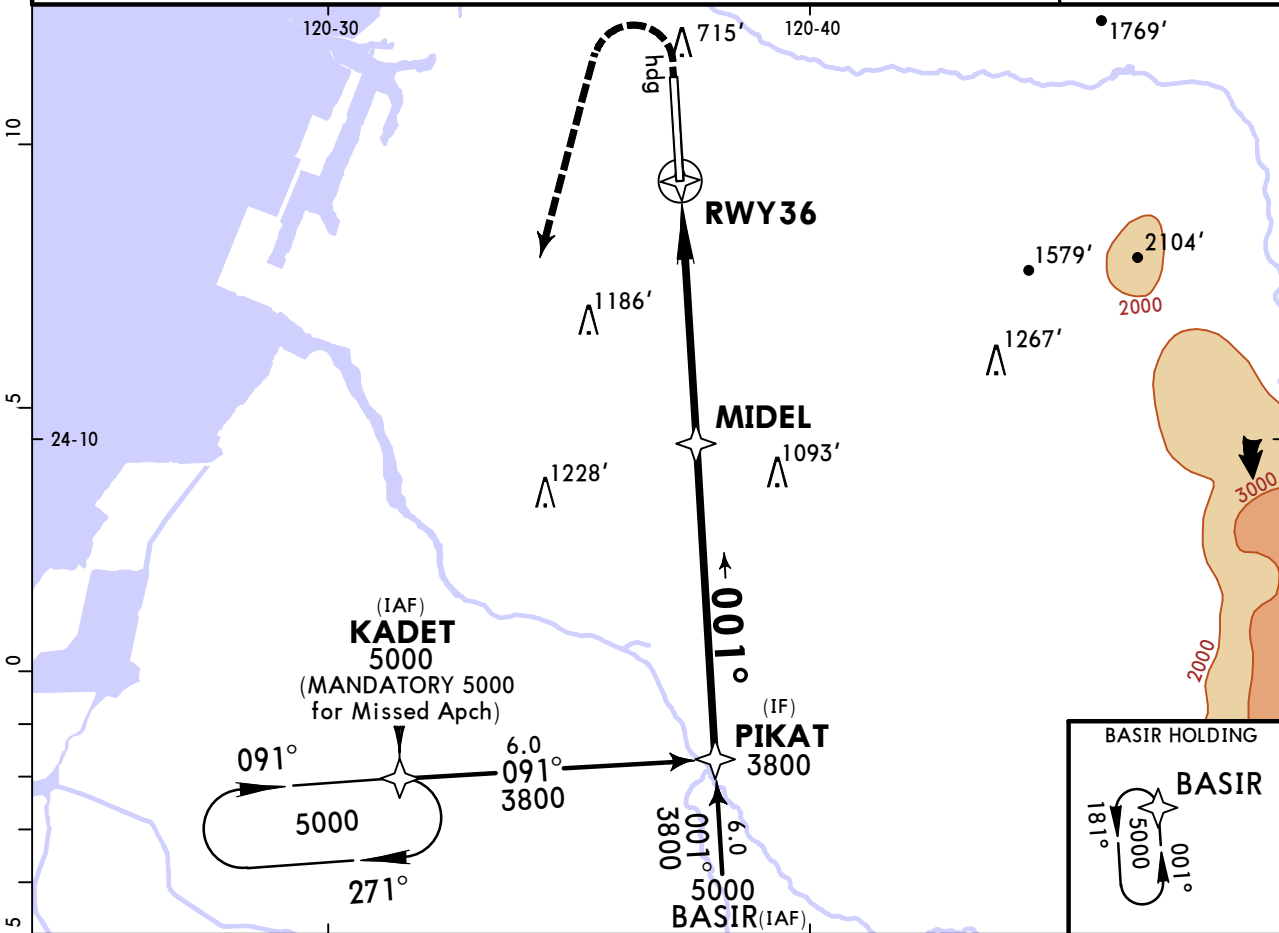 120-30
120-40
715'
1769'
hdg
10
RWY36
1579'
2104'
2000
1186'
1267'
5
24-10
MIDEL
1093'
1228'
3000
001°
(IAF)
KADET
5000
(MANDATORY 5000
for Missed Apch)
0
2000
(IF)
PIKAT
3800
091°
6.0
091°
3800
5000
271°
6.0
001°
3800
5000
BASIR (IAF)
5
BASIR HOLDING
BASIR
181°
5000
001°